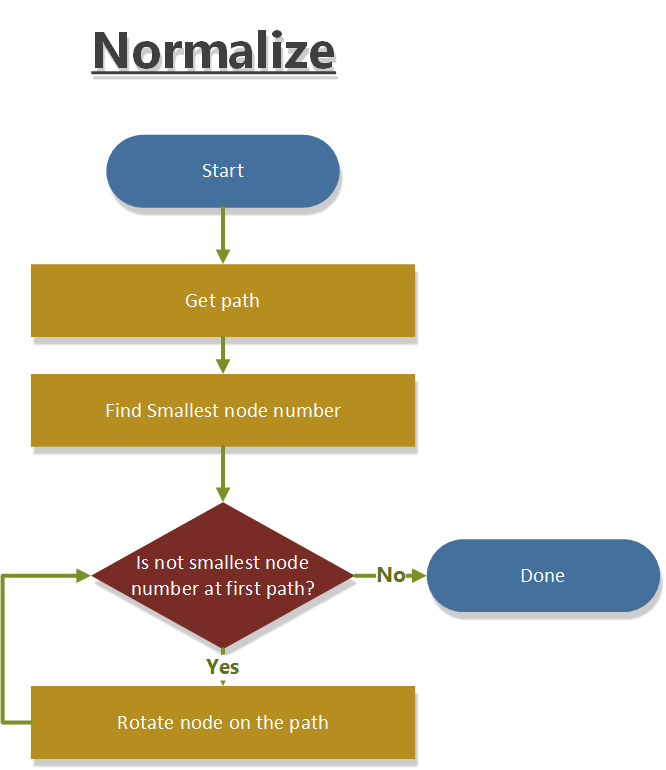 Normalize
Start
Get path
Find Smallest node number
Is not smallest node
number at first path?
No
Done
Yes
Rotate node on the path